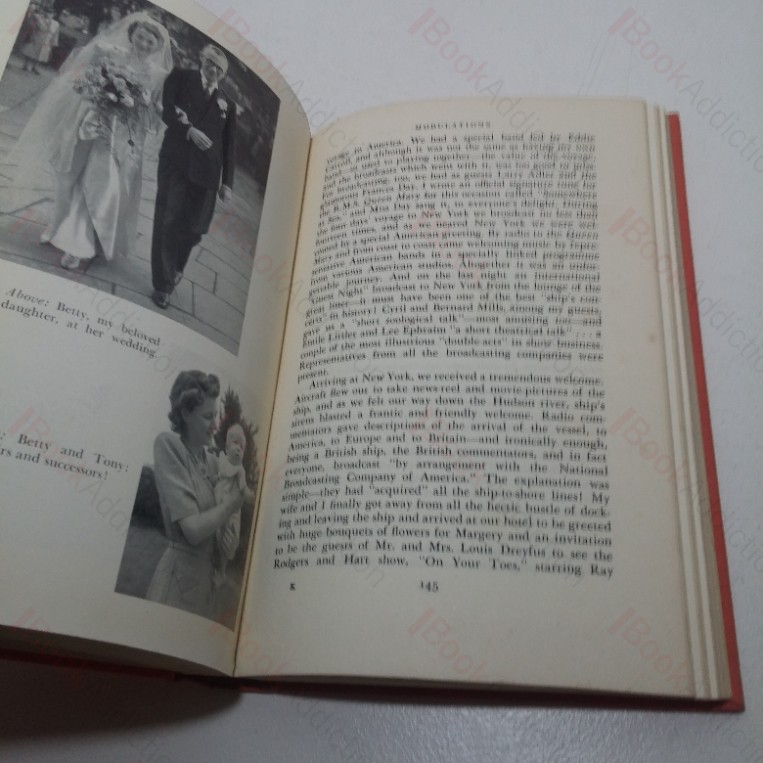 Above: Betty, my beloved
daughter, at her wedding
: Betty and Tony:
rs and successors!
MODULATIONS
voyage to America. We had a special band led by Eddie
Carroll, and although it was not the same as having my own
band—so used to playing together—the value of the voyage,
and the broadcasts which went with it, was too good to miss.
For broadcasting, too, we had as guests Larry Adler and the
glamorous Frances Day. I wrote an official signature tune for
the R.M.S. Queen Mary for this occasion called "Somewhere
at Sea," and Miss Day sang it, to everyone's delight. During
the four days' voyage to New York we broadcast no less than
fourteen times, and as we neared New York we were wel-
comed by a special American greeting. By radio to the Queen
Mary and from coast to coast came welcoming music by repre-
sentative American bands in a specially linked programme
from various American studios. Altogether it was an unfor-
gettable journey. And on the last night an International
"Guest Night" broadcast to New York from the lounge of the
great liner—it must have been one of the best "ship's con-
certs" in history! Cyril and Bernard Mills, among my guests,
gave us a "short zoological talk"—most amusing too—and
Emile Littler and Lee Ephraim "a short theatrical talk" . . . a
couple of the most illustrious "double-acts" in show business.
Representatives from all the broadcasting companies were
present.
Arriving at New York, we received a tremendous welcome.
Aircraft flew out to take news-reel and movie-pictures of the
ship, and as we felt our way down the Hudson river, ship's
sirens blasted a frantic and friendly welcome. Radio com-
mentators gave description of the arrival of the vessel, to
America, to Europe and to Britain—and ironically enough,
being a British ship, the British commentators, and in fact
everyone, broadcast "by arrangement with the National
Broadcasting Company of America." The explanation was
simple—they had "acquired" all the ship-to-shore lines! My
wife and I finally got away from all the hectic bustle of dock-
ing and leaving the ship and arrived at our hotel to be greeted
with huge bouquets of flowers for Margery and an invitation
to be the guests of Mr. and Mrs. Louis Dreyfus to see the
Rodgers and Hart show, "On Your Toes," starring Ray
K 145
BookAddiction